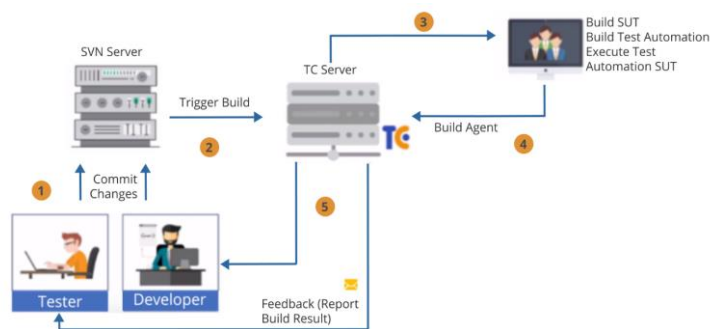 SVN Server
TC Server
3
Build SUT
Build Test Automation
Execute Test
Automation SUT
Trigger Build
2
TC
Build Agent
4
1
Commit
Changes
5
Tester
Developer
Feedback (Report
Build Result)